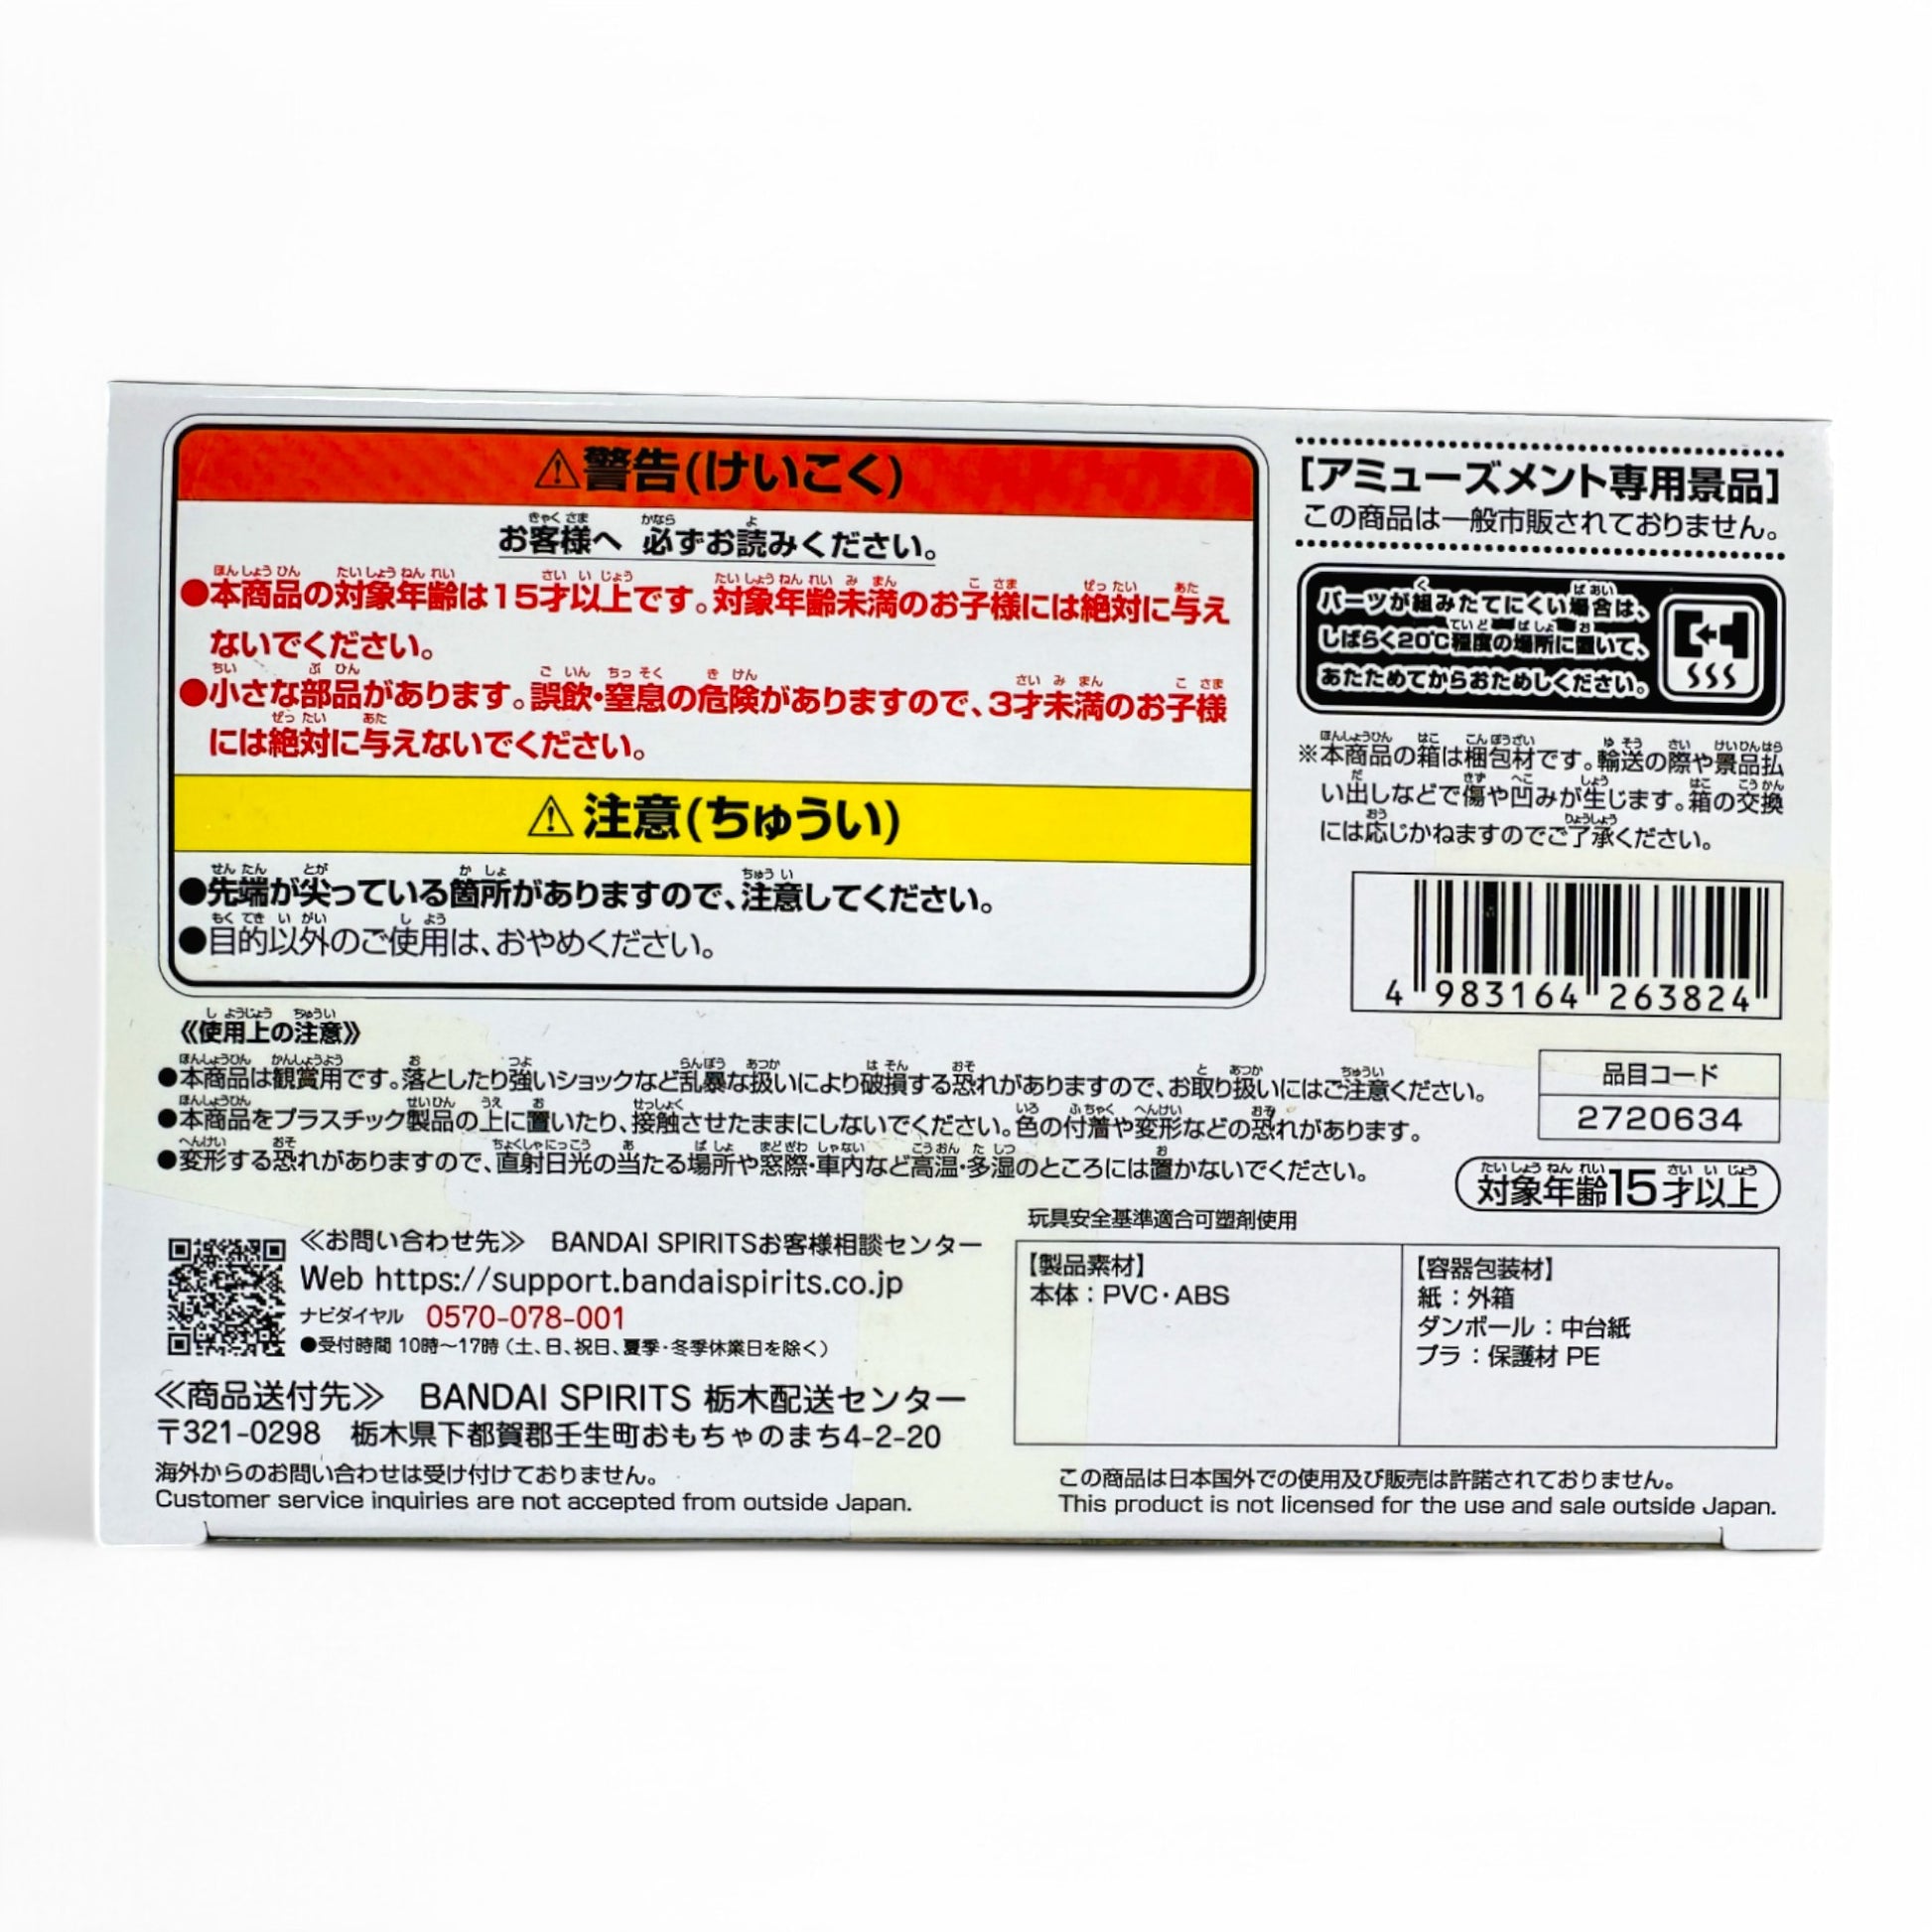 ⚠警告(けいこく)
お客様へ 必ずお読みください。
●本商品の対象年齢は15才以上です。対象年齢未満のお子様には絶対に与え
ないでください。
●小さな部品があります。誤飲・窒息の危険がありますので、3才未満のお子様
には絶対に与えないでください。
⚠注意(ちゅうい)
●先端が尖っている箇所がありますので、注意してください。
●目的以外のご使用は、おやめください。
[アミューズメント専用景品]
この商品は一般市販されておりません。
パーツが組みたてにくい場合は、
しばらく20℃程度の場所に置いて、
あたためてからおためしください。
※本商品の箱は梱包材です。輸送の際や景品払
い出しなどで傷や凹みが生じます。箱の交換
には応じかねますのでご了承ください。
4 983164 263824
《使用上の注意》
●本商品は観賞用です。落としたり強いショックなど乱暴な扱いにより破損する恐れがありますので、お取り扱いにはご注意ください。
●本商品をプラスチック製品の上に置いたり、接触させたままにしないでください。色の付着や変形などの恐れがあります。
●変形する恐れがありますので、直射日光の当たる場所や窓際・車内など高温・多湿のところには置かないでください。
品目コード
2720634
対象年齢15才以上
≪お問い合わせ先≫ BANDAI SPIRITSお客様相談センター
Web https://support.bandaispirits.co.jp
ナビダイヤル 0570-078-001
●受付時間 10時〜17時(土、日、祝日、夏季・冬季休業日を除く)
≪商品送付先≫ BANDAI SPIRITS 栃木配送センター
〒321-0298 栃木県下都賀郡壬生町おもちゃのまち4-2-20
海外からのお問い合わせは受け付けておりません。
Customer service inquiries are not accepted from outside Japan.
玩具安全基準適合可塑剤使用
【製品素材】
本体：PVC・ABS
【容器包装材】
紙：外箱
ダンボール：中台紙
プラ：保護材 PE
この商品は日本国外での使用及び販売は許諾されておりません。
This product is not licensed for the use and sale outside Japan.